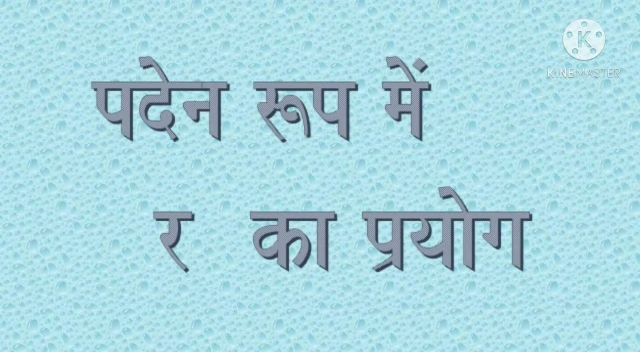 KINEMASTER
पदेन रूप में
र का प्रयोग